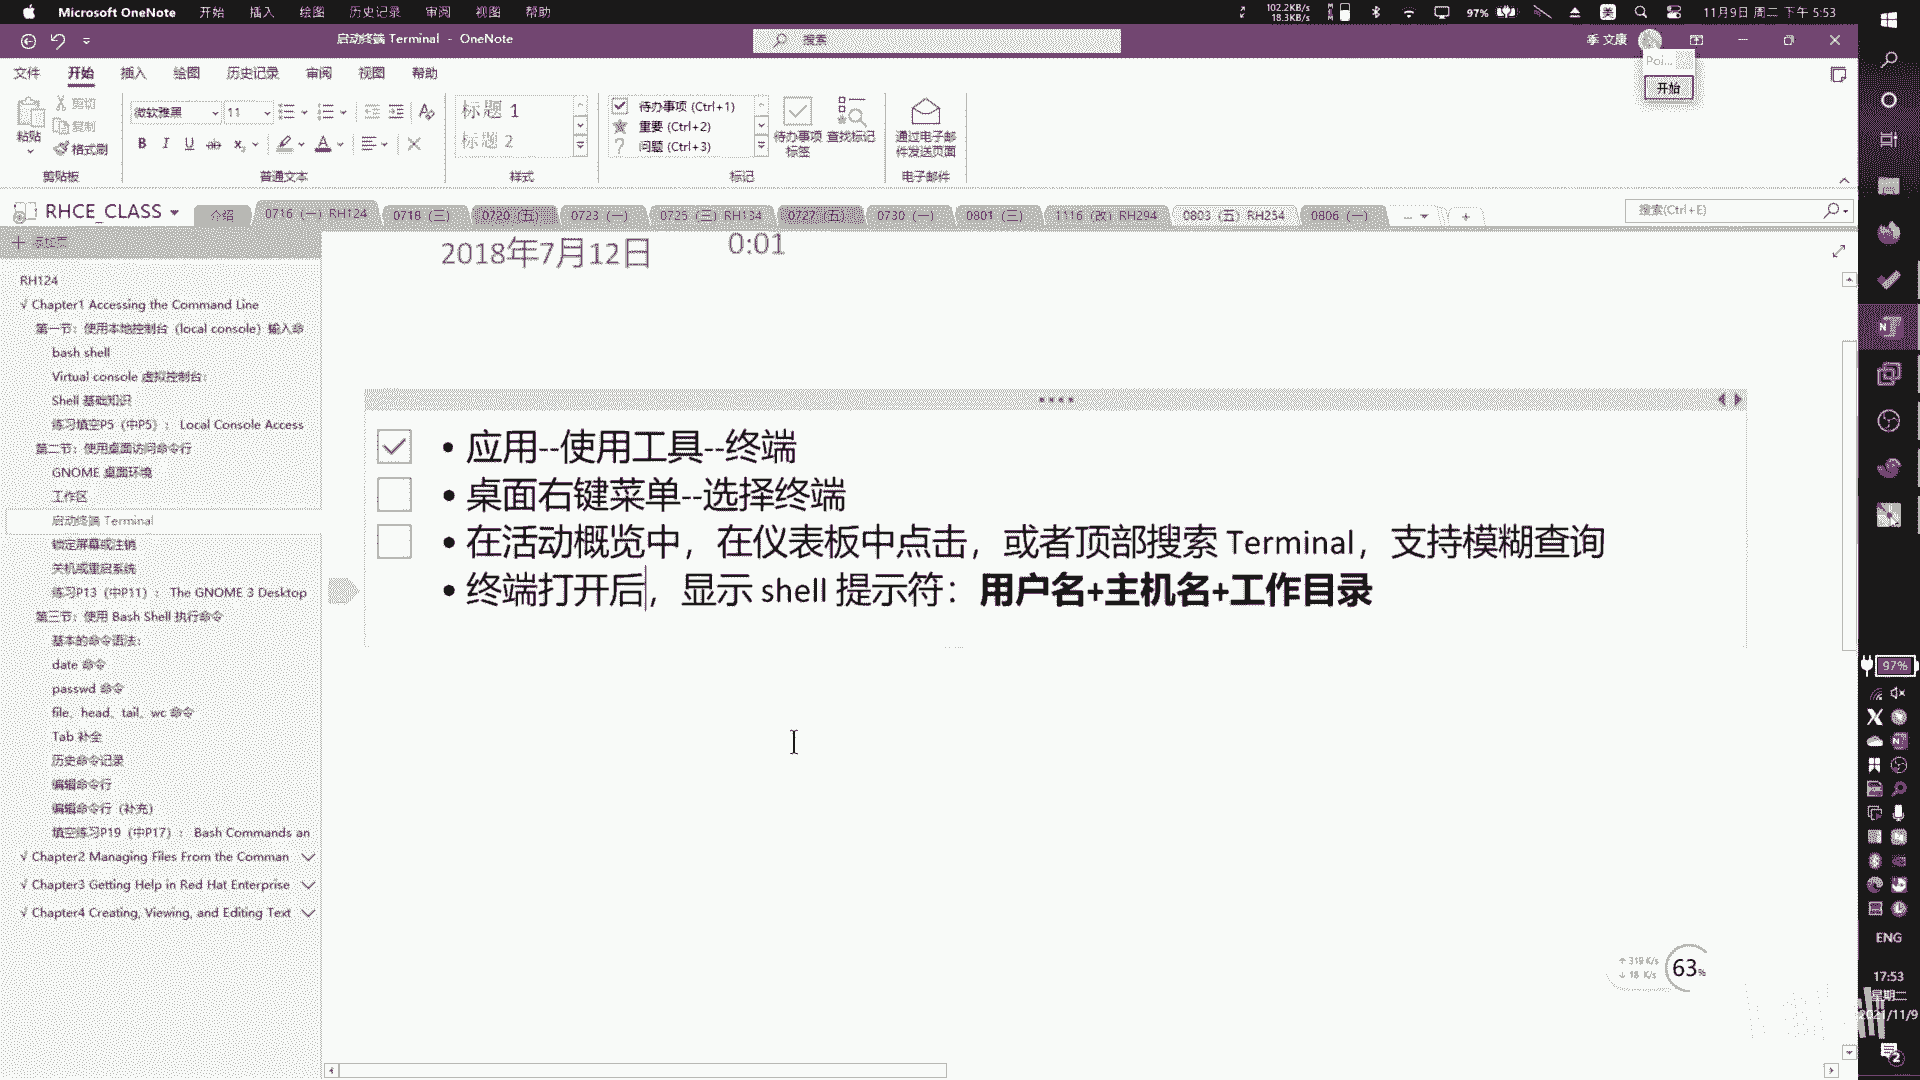 Microsoft OneNote 开始 插入 绘图 历史记录 审阅 视图 帮助
102.2KB/s
18.3KB/s
97%
美
11月9日 周二 下午 5:53
启动终端 Terminal - OneNote
搜索
季 文康
Poi...
开始
文件 开始 插入 绘图 历史记录 审阅 视图 帮助
粘贴
剪切
复制
格式刷
剪贴板
微软雅黑 11
B I U ab x
普通文本
标题 1
标题 2
样式
待办事项 (Ctrl+1)
重要 (Ctrl+2)
问题 (Ctrl+3)
待办事项
标签
查找标记
标记
通过电子邮
件发送页面
电子邮件
RHCE_CLASS
介绍 0716（一）RH124 0718（三） 0720（五） 0723（一） 0725（三）RH134 0727（五） 0730（一） 0801（三） 1116（改）RH294 0803（五）RH254 0806（一）
搜索(Ctrl+E)
添加页
RH124
√ Chapter1 Accessing the Command Line
第一节：使用本地控制台（local console）输入命
bash shell
Virtual console 虚拟控制台：
Shell 基础知识
练习填空P5（中P5）： Local Console Access
第二节：使用桌面访问命令行
GNOME 桌面环境
工作区
启动终端 Terminal
锁定屏幕或注销
关机或重启系统
练习P13（中P11）： The GNOME 3 Desktop
第三节：使用 Bash Shell 执行命令
基本的命令语法：
date 命令
passwd 命令
file、head、tail、wc 命令
Tab 补全
历史命令记录
编辑命令行
编辑命令行（补充）
填空练习P19（中P17）： Bash Commands an
√ Chapter2 Managing Files From the Comman
√ Chapter3 Getting Help in Red Hat Enterprise
√ Chapter4 Creating, Viewing, and Editing Text
2018年7月12日 0:01
• 应用--使用工具--终端
• 桌面右键菜单--选择终端
• 在活动概览中，在仪表板中点击，或者顶部搜索 Terminal，支持模糊查询
• 终端打开后，显示 shell 提示符：用户名+主机名+工作目录
↑ 319 K/s
↓ 18 K/s
63%
97%
ENG
17:53
星期二
2021/11/9
2